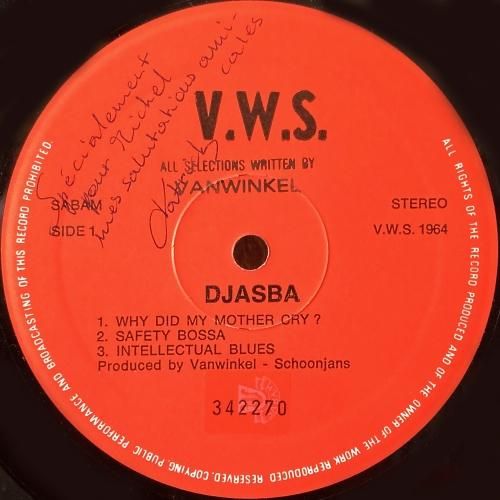 Spécialement
pour Michel
mes salutations ami-
cales
V.W.S.
ALL SELECTIONS WRITTEN BY
VANWINKEL
SABAM
SIDE 1
STEREO
V.W.S. 1964
DJASBA
1. WHY DID MY MOTHER CRY ?
2. SAFETY BOSSA
3. INTELLECTUAL BLUES
Produced by Vanwinkel - Schoonjans
342270
ALL RIGHTS OF THE RECORD PRODUCED AND OF THE OWNER OF THE WORK REPRODUCED RESERVED. COPYING, PUBLIC PERFORMANCE AND BROADCASTING OF THIS RECORD PROHIBITED.